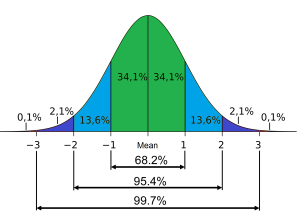 34,1% 34,1%
0,1% 2,1% 13,6% 13,6% 2,1% 0,1%
−3 −2 −1 Mean 1 2 3
68.2%
95.4%
99.7%